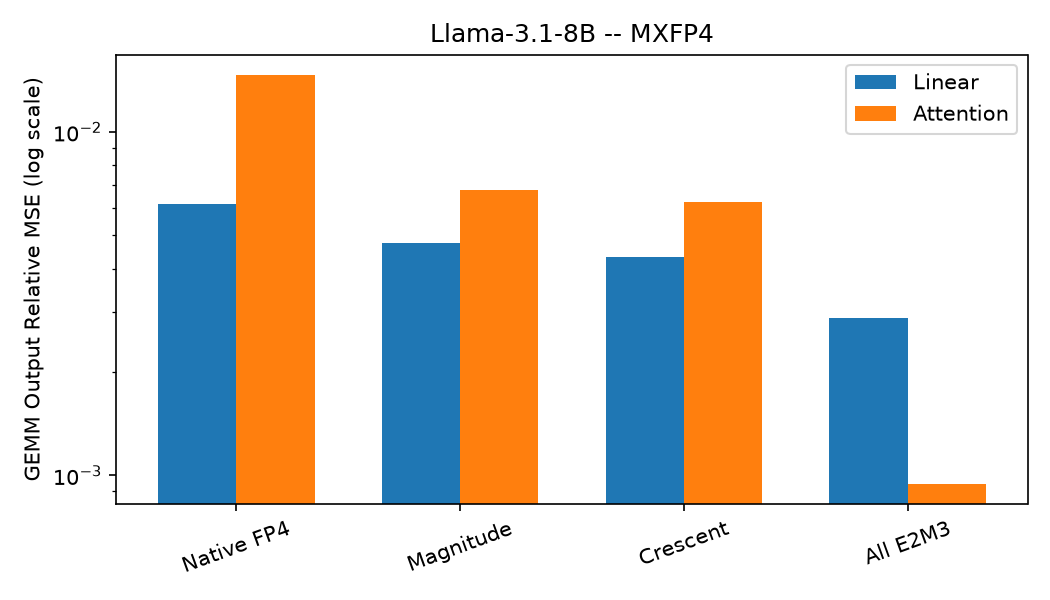 Llama-3.1-8B -- MXFP4
GEMM Output Relative MSE (log scale)
10⁻²
10⁻³
Linear
Attention
Native FP4
Magnitude
Crescent
All E2M3